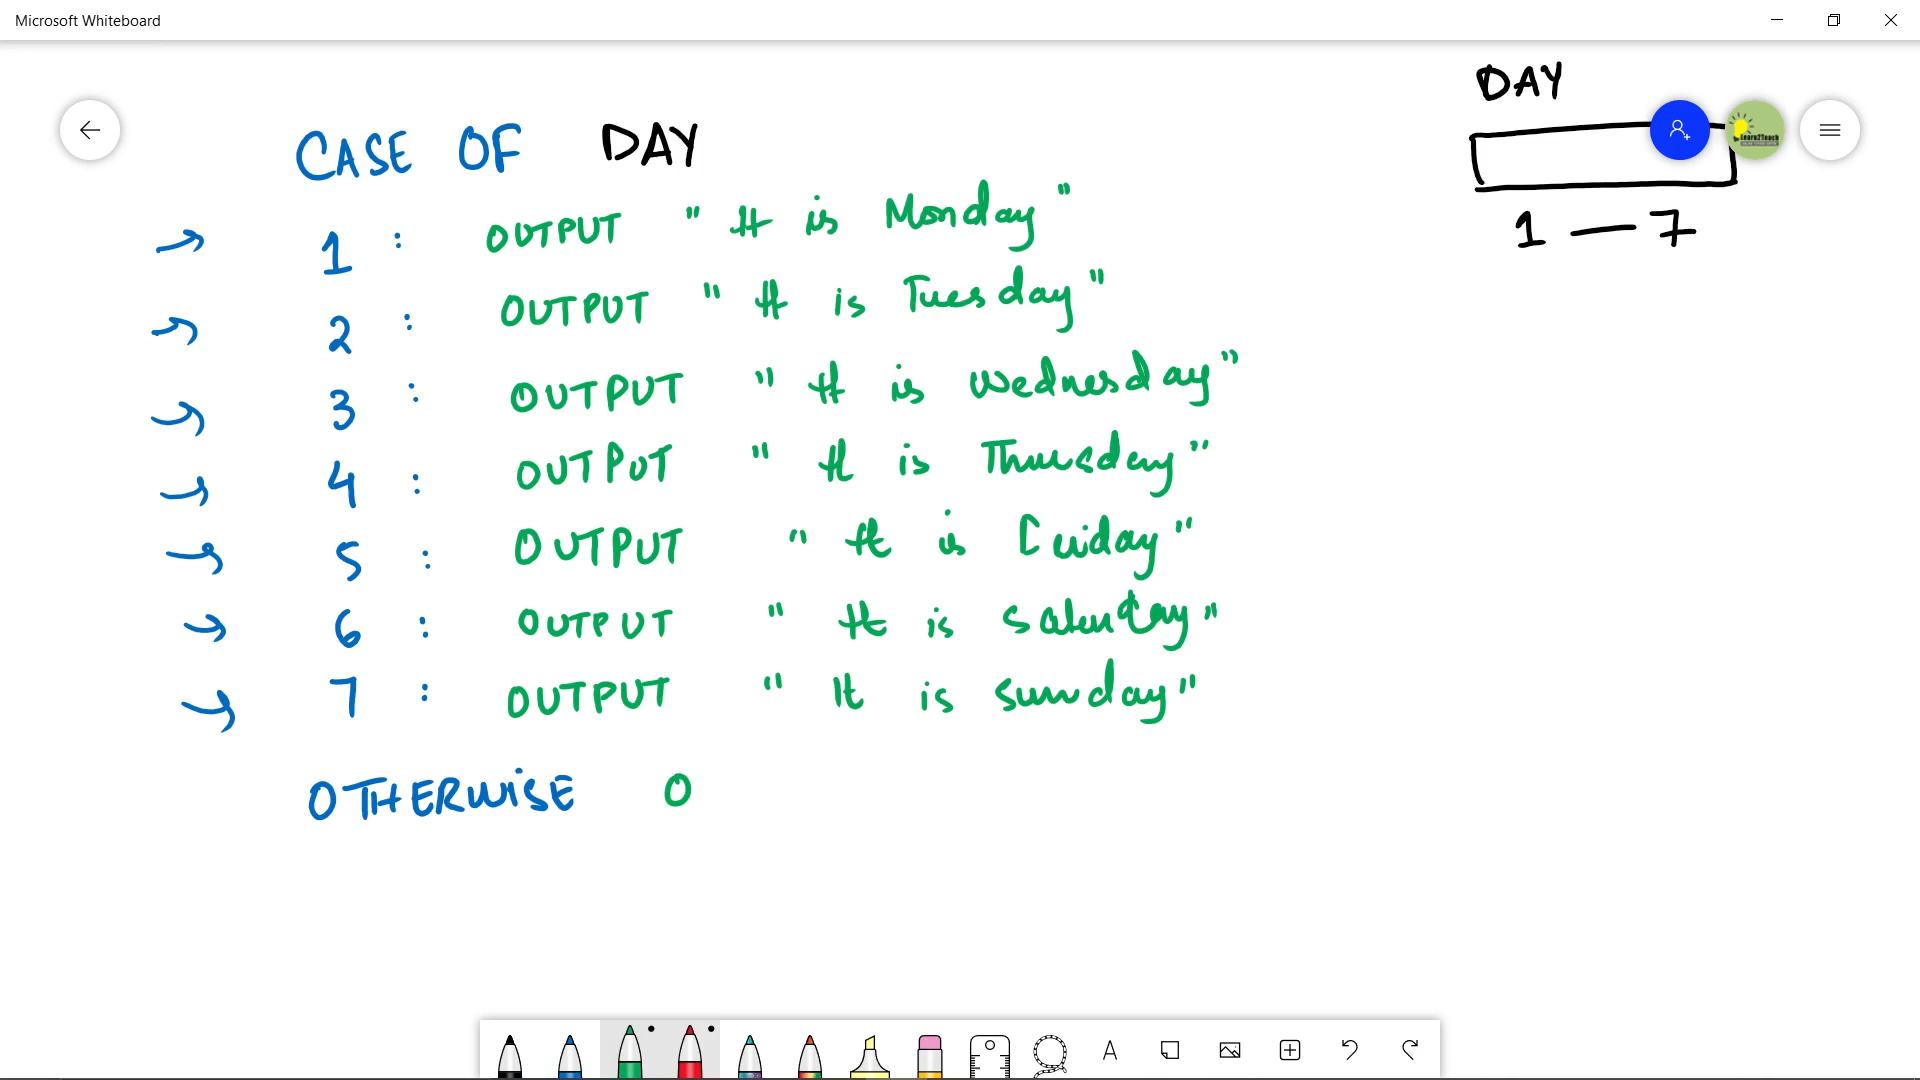 Microsoft Whiteboard
DAY
1 — 7
Learn2Teach
CASE OF DAY
→ 1 : OUTPUT "It is Monday"
→ 2 : OUTPUT "It is Tuesday"
→ 3 : OUTPUT "It is Wednesday"
→ 4 : OUTPUT "It is Thursday"
→ 5 : OUTPUT "It is Friday"
→ 6 : OUTPUT "It is Saturday"
→ 7 : OUTPUT "It is Sunday"
OTHERWISE O
A